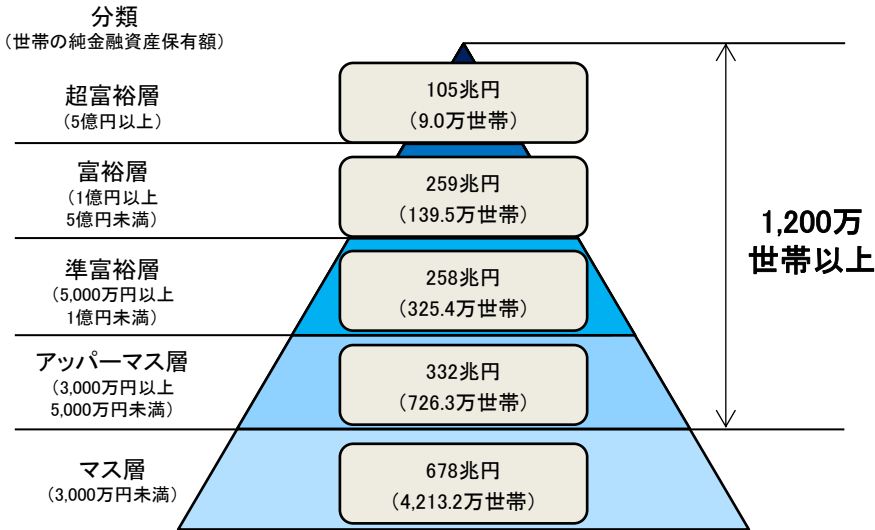 分類
（世帯の純金融資産保有額）
超富裕層
（5億円以上）
105兆円
（9.0万世帯）
富裕層
（1億円以上
5億円未満）
259兆円
（139.5万世帯）
準富裕層
（5,000万円以上
1億円未満）
258兆円
（325.4万世帯）
アッパーマス層
（3,000万円以上
5,000万円未満）
332兆円
（726.3万世帯）
マス層
（3,000万円未満）
678兆円
（4,213.2万世帯）
1,200万
世帯以上